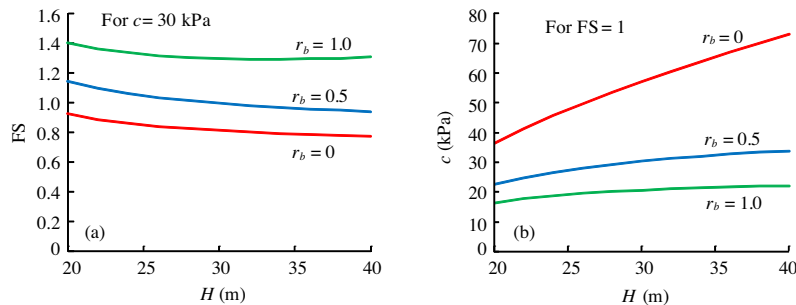 For c= 30 kPa
1.6
1.4
1.2
1.0
0.8
0.6
0.4
0.2
0
FS
r_b = 1.0
r_b = 0.5
r_b = 0
(a)
20 25 30 35 40
H (m)
For FS = 1
80
70
60
50
40
30
20
10
0
c (kPa)
r_b = 0
r_b = 0.5
r_b = 1.0
(b)
20 25 30 35 40
H (m)